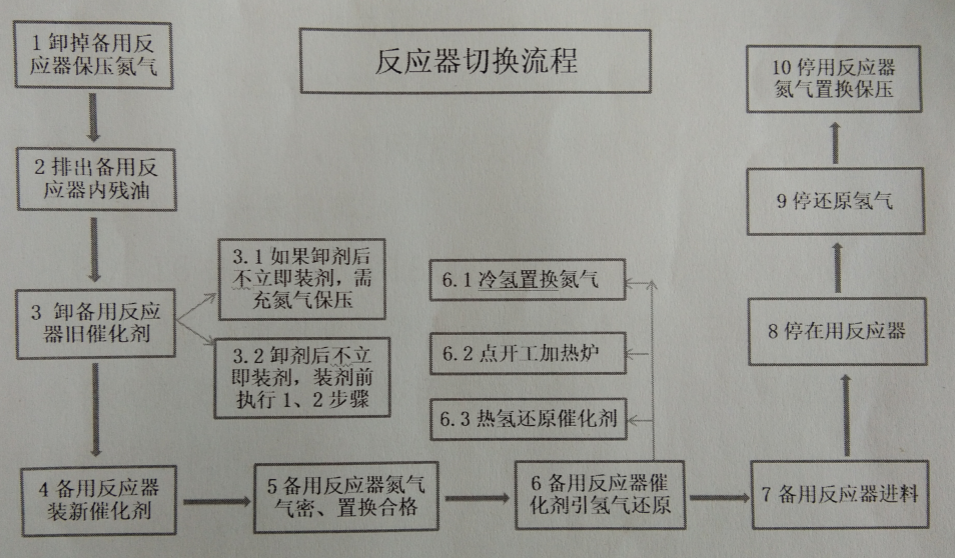 反应器切换流程
1卸掉备用反
应器保压氮气
2排出备用反
应器内残油
3 卸备用反应
器旧催化剂
3.1如果卸剂后
不立即装剂，需
充氮气保压
3.2卸剂后不立
即装剂，装剂前
执行1、2步骤
4备用反应器
装新催化剂
5备用反应器氮气
气密、置换合格
6 备用反应器催
化剂引氢气还原
6.1冷氢置换氮气
6.2点开工加热炉
6.3热氢还原催化剂
7备用反应器进料
8停在用反应器
9停还原氢气
10停用反应器
氮气置换保压